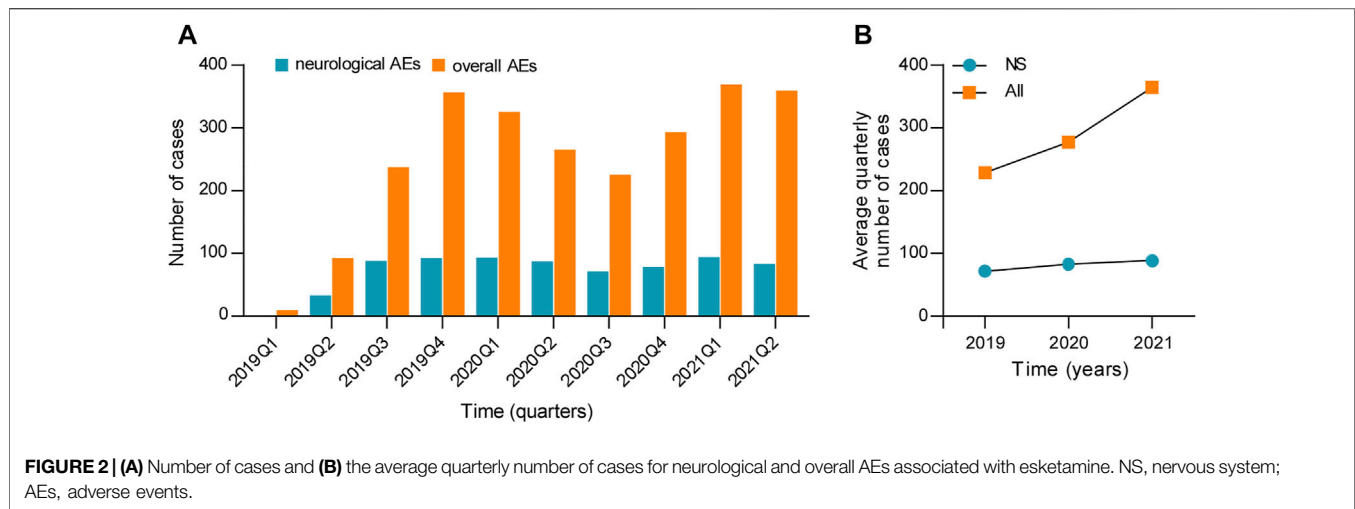 A
neurological AEs
overall AEs
Number of cases
400
300
200
100
0
2019Q1
2019Q2
2019Q3
2019Q4
2020Q1
2020Q2
2020Q3
2020Q4
2021Q1
2021Q2
Time (quarters)
B
NS
All
Average quarterly
number of cases
400
300
200
100
0
2019
2020
2021
Time (years)
FIGURE 2 | (A) Number of cases and (B) the average quarterly number of cases for neurological and overall AEs associated with esketamine. NS, nervous system;
AEs, adverse events.